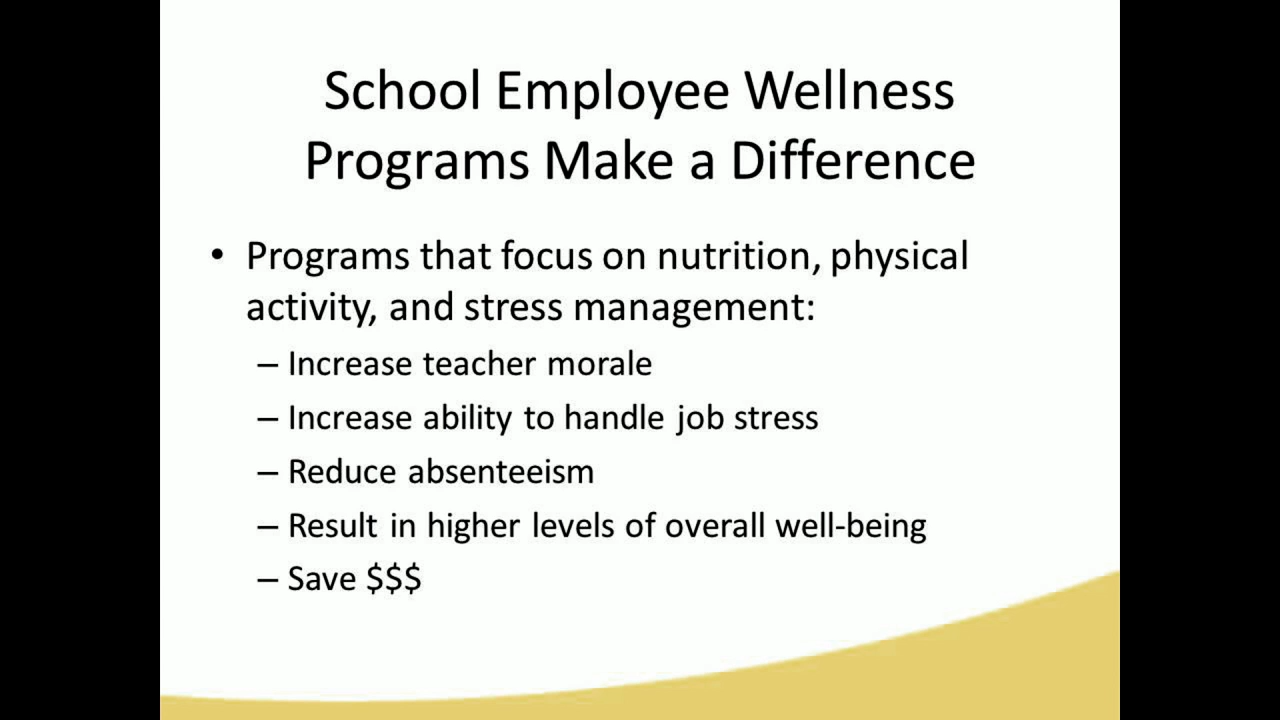 School Employee Wellness
Programs Make a Difference
• Programs that focus on nutrition, physical
activity, and stress management:
– Increase teacher morale
– Increase ability to handle job stress
– Reduce absenteeism
– Result in higher levels of overall well-being
– Save $$$